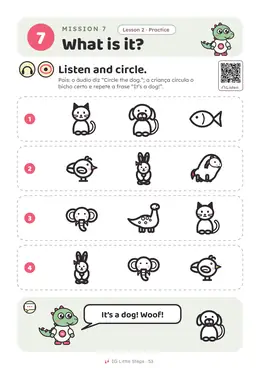 7
MISSION 7
Lesson 2 · Practice
What is it?
Listen and circle.
Pais: o áudio diz "Circle the dog."; a criança circula o
bicho certo e repete a frase "It's a dog!".
1
2
3
4
It's a dog! Woof!